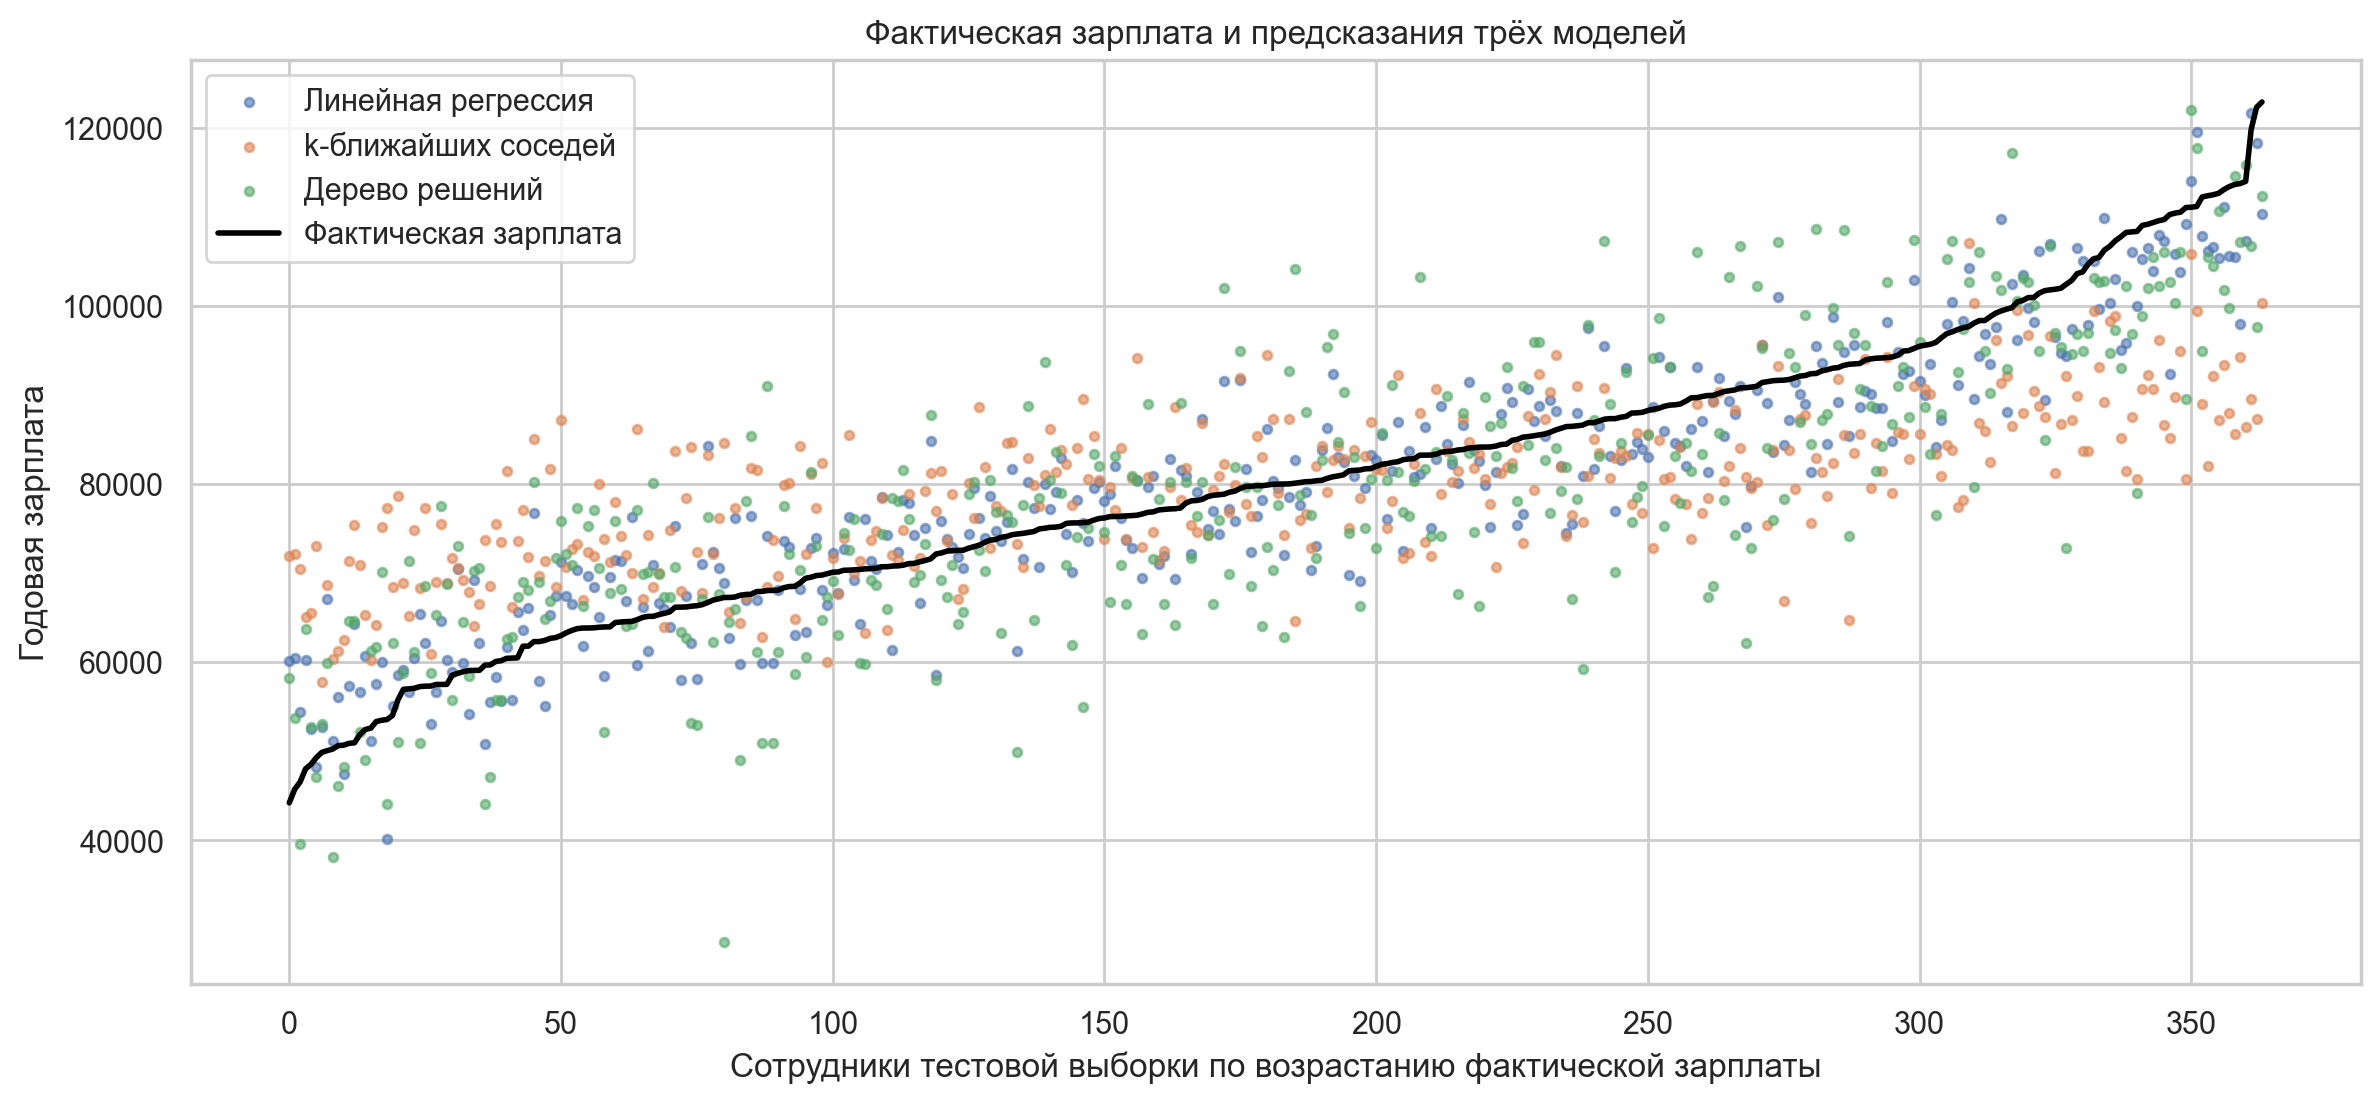 Фактическая зарплата и предсказания трёх моделей
Линейная регрессия
k-ближайших соседей
Дерево решений
Фактическая зарплата
Годовая зарплата
120000
100000
80000
60000
40000
0
50
100
150
200
250
300
350
Сотрудники тестовой выборки по возрастанию фактической зарплаты